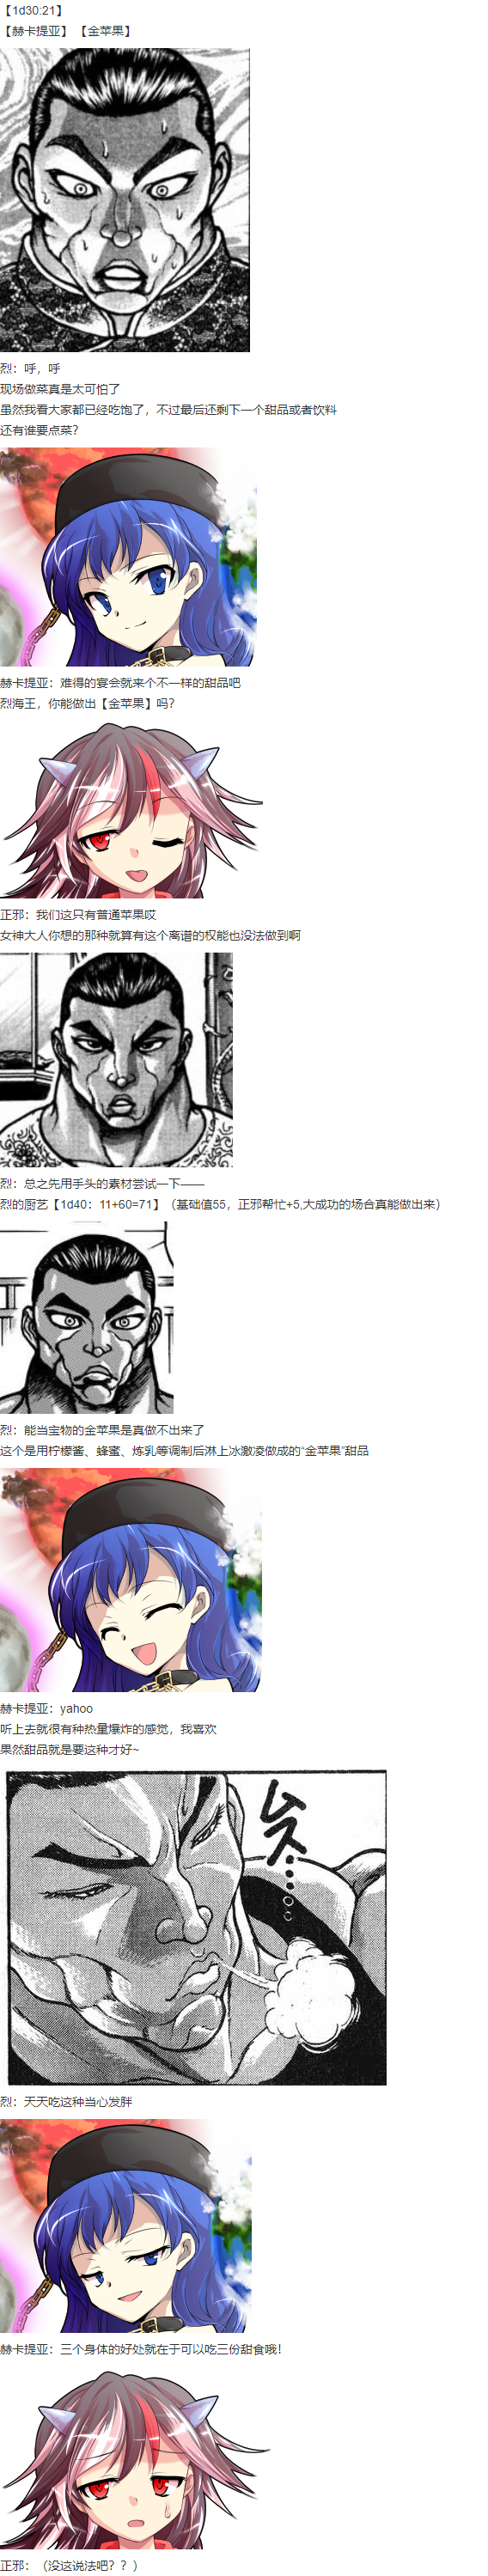 【1d30:21】
【赫卡提亚】 【金苹果】
烈：呼，呼
现场做菜真是太可怕了
虽然我看大家都已经吃饱了，不过最后还剩下一个甜品或者饮料
还有谁要点菜？
赫卡提亚：难得的宴会就来个不一样的甜品吧
烈海王，你能做出【金苹果】吗？
正邪：我们这只有普通苹果哎
女神大人你想的那种就算有这个离谱的权能也没法做到啊
烈：总之先用手头的素材尝试一下——
烈的厨艺【1d40：11+60=71】（基础值55，正邪帮忙+5,大成功的场合真能做出来）
烈：能当宝物的金苹果是真做不出来了
这个是用柠檬酱、蜂蜜、炼乳等调制后淋上冰激凌做成的“金苹果”甜品
赫卡提亚：yahoo
听上去就很有种热量爆炸的感觉，我喜欢
果然甜品就是要这种才好~
ムス…
烈：天天吃这种当心发胖
赫卡提亚：三个身体的好处就在于可以吃三份甜食哦！
正邪：（没这说法吧？？）